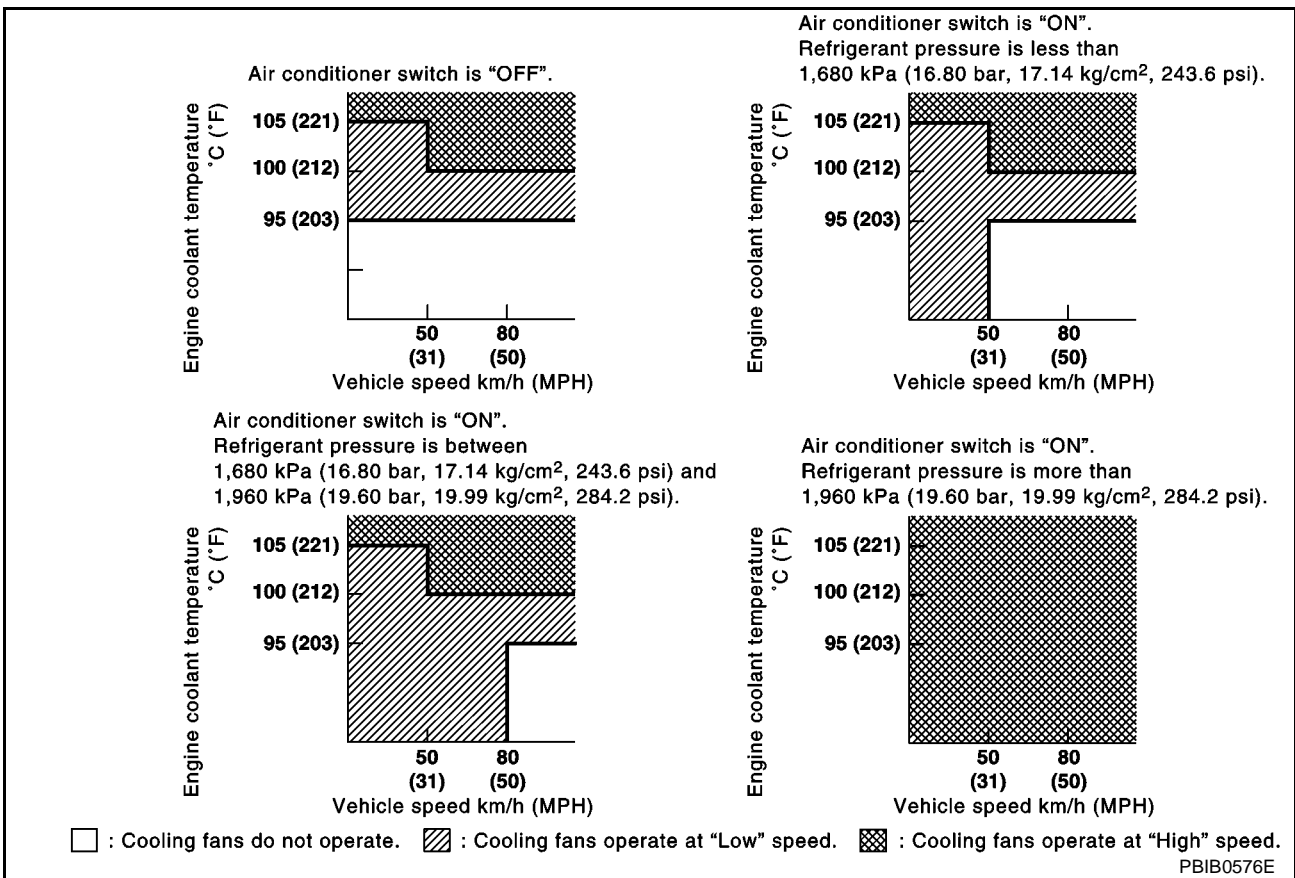 Air conditioner switch is “OFF”.
Engine coolant temperature
°C (°F)
105 (221)
100 (212)
95 (203)
50
(31)
80
(50)
Vehicle speed km/h (MPH)
Air conditioner switch is “ON”.
Refrigerant pressure is less than
1,680 kPa (16.80 bar, 17.14 kg/cm², 243.6 psi).
Engine coolant temperature
°C (°F)
105 (221)
100 (212)
95 (203)
50
(31)
80
(50)
Vehicle speed km/h (MPH)
Air conditioner switch is “ON”.
Refrigerant pressure is between
1,680 kPa (16.80 bar, 17.14 kg/cm², 243.6 psi) and
1,960 kPa (19.60 bar, 19.99 kg/cm², 284.2 psi).
Engine coolant temperature
°C (°F)
105 (221)
100 (212)
95 (203)
50
(31)
80
(50)
Vehicle speed km/h (MPH)
Air conditioner switch is “ON”.
Refrigerant pressure is more than
1,960 kPa (19.60 bar, 19.99 kg/cm², 284.2 psi).
Engine coolant temperature
°C (°F)
105 (221)
100 (212)
95 (203)
50
(31)
80
(50)
Vehicle speed km/h (MPH)
: Cooling fans do not operate.
: Cooling fans operate at “Low” speed.
: Cooling fans operate at “High” speed.
PBIB0576E